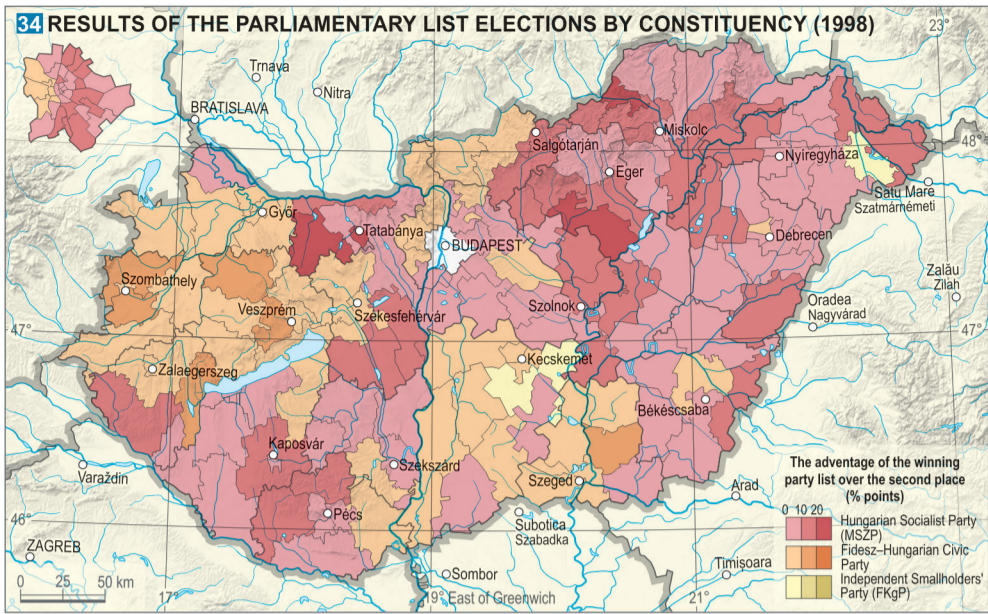 34 RESULTS OF THE PARLIAMENTARY LIST ELECTIONS BY CONSTITUENCY (1998)
23°
Trnava
Nitra
BRATISLAVA
Salgótarján
Miskolc
48°
Nyíregyháza
Eger
Satu Mare
Szatmárnémeti
Győr
Tatabánya
BUDAPEST
Debrecen
Szombathely
Zalău
Zilah
Veszprém
Székesfehérvár
Szolnok
Oradea
Nagyvárad
47°
47°
Kecskemét
Zalaegerszeg
Békéscsaba
Kaposvár
Szekszárd
Varaždin
Szeged
Arad
The advantage of the winning
party list over the second place
(% points)
0 10 20
Hungarian Socialist Party
(MSZP)
Fidesz–Hungarian Civic
Party
Independent Smallholders'
Party (FKgP)
46°
Pécs
Subotica
Szabadka
ZAGREB
Timișoara
Sombor
0 25 50 km
17°
19° East of Greenwich
21°